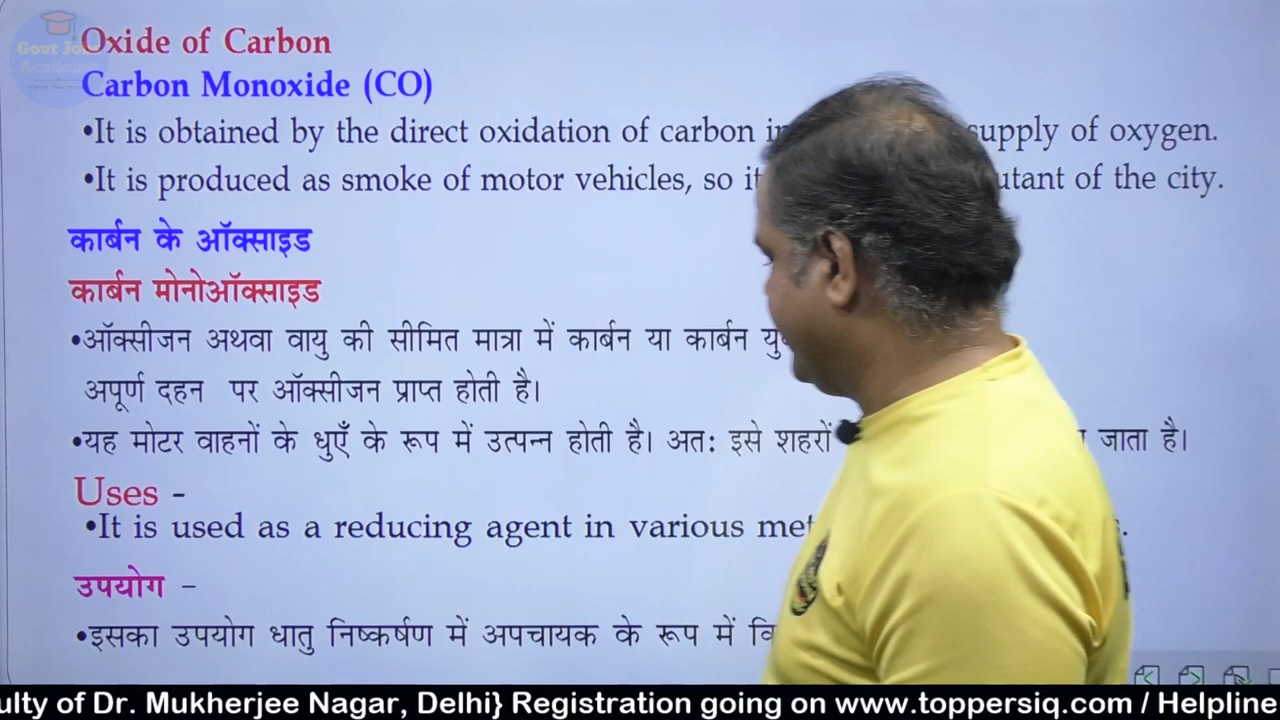 Govt Jobs
Academy
Oxide of Carbon
Carbon Monoxide (CO)
•It is obtained by the direct oxidation of carbon in supply of oxygen.
•It is produced as smoke of motor vehicles, so it of the city.
कार्बन के ऑक्साइड
कार्बन मोनोऑक्साइड
•ऑक्सीजन अथवा वायु की सीमित मात्रा में कार्बन या कार्बन
अपूर्ण दहन पर ऑक्सीजन प्राप्त होती है।
•यह मोटर वाहनों के धुएँ के रूप में उत्पन्न होती है। अतः इसे शहरों जाता है।
Uses -
•It is used as a reducing agent in various
उपयोग –
•इसका उपयोग धातु निष्कर्षण में अपचायक के रूप में
ulty of Dr. Mukherjee Nagar, Delhi} Registration going on www.toppersiq.com / Helpline